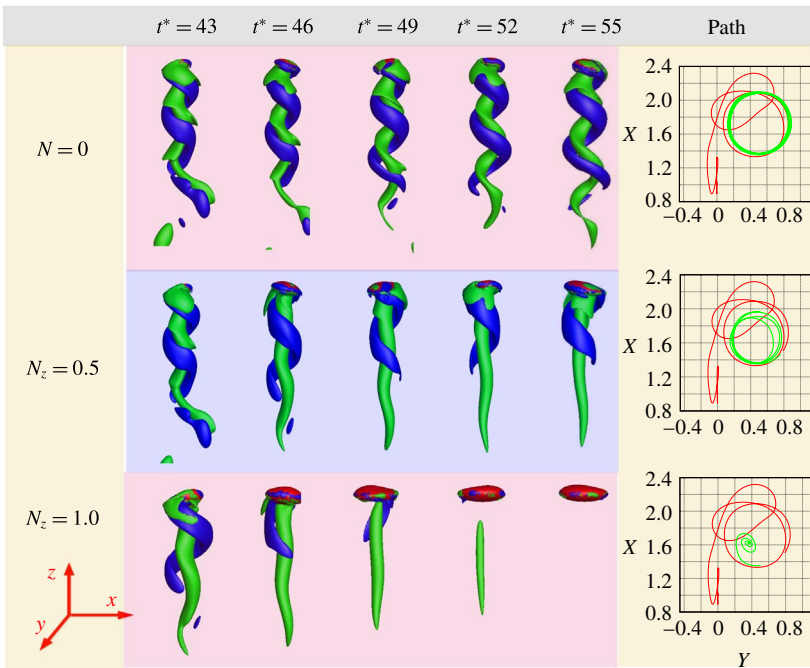 t* = 43 t* = 46 t* = 49 t* = 52 t* = 55 Path
N = 0
2.4
2.0
X 1.6
1.2
0.8
−0.4 0 0.4 0.8
N_z = 0.5
2.4
2.0
X 1.6
1.2
0.8
−0.4 0 0.4 0.8
N_z = 1.0
2.4
2.0
X 1.6
1.2
0.8
−0.4 0 0.4 0.8
Y
z
x
y